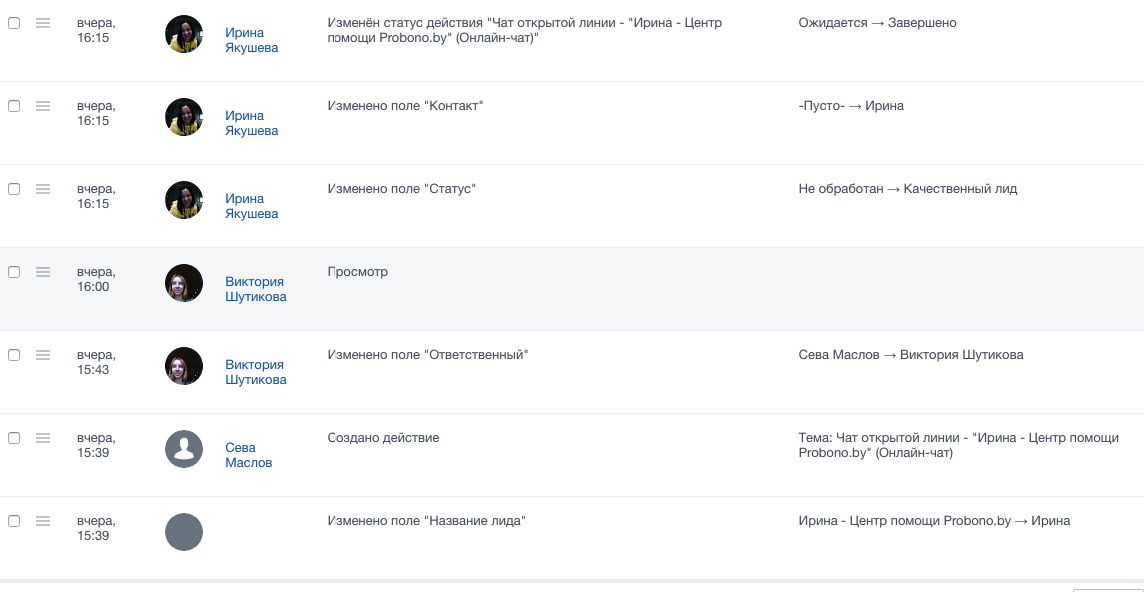 вчера,
16:15
Ирина
Якушева
Изменён статус действия "Чат открытой линии - "Ирина - Центр
помощи Probono.by" (Онлайн-чат)"
Ожидается → Завершено
вчера,
16:15
Ирина
Якушева
Изменено поле "Контакт"
-Пусто- → Ирина
вчера,
16:15
Ирина
Якушева
Изменено поле "Статус"
Не обработан → Качественный лид
вчера,
16:00
Виктория
Шутикова
Просмотр
вчера,
15:43
Виктория
Шутикова
Изменено поле "Ответственный"
Сева Маслов → Виктория Шутикова
вчера,
15:39
Сева
Маслов
Создано действие
Тема: Чат открытой линии - "Ирина - Центр помощи
Probono.by" (Онлайн-чат)
вчера,
15:39
Изменено поле "Название лида"
Ирина - Центр помощи Probono.by → Ирина